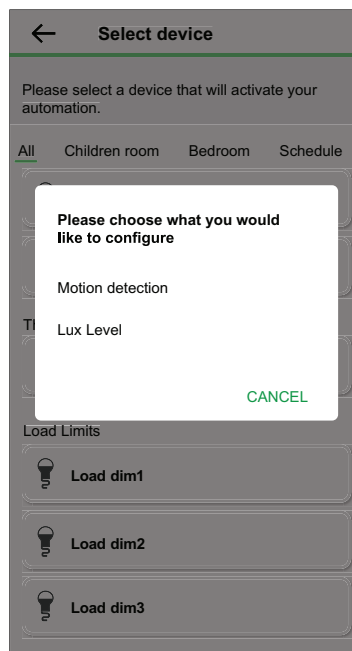 Select device
Please select a device that will activate your
automation.
All Children room Bedroom Schedule
Please choose what you would
like to configure
Motion detection
Lux Level
CANCEL
Load Limits
Load dim1
Load dim2
Load dim3